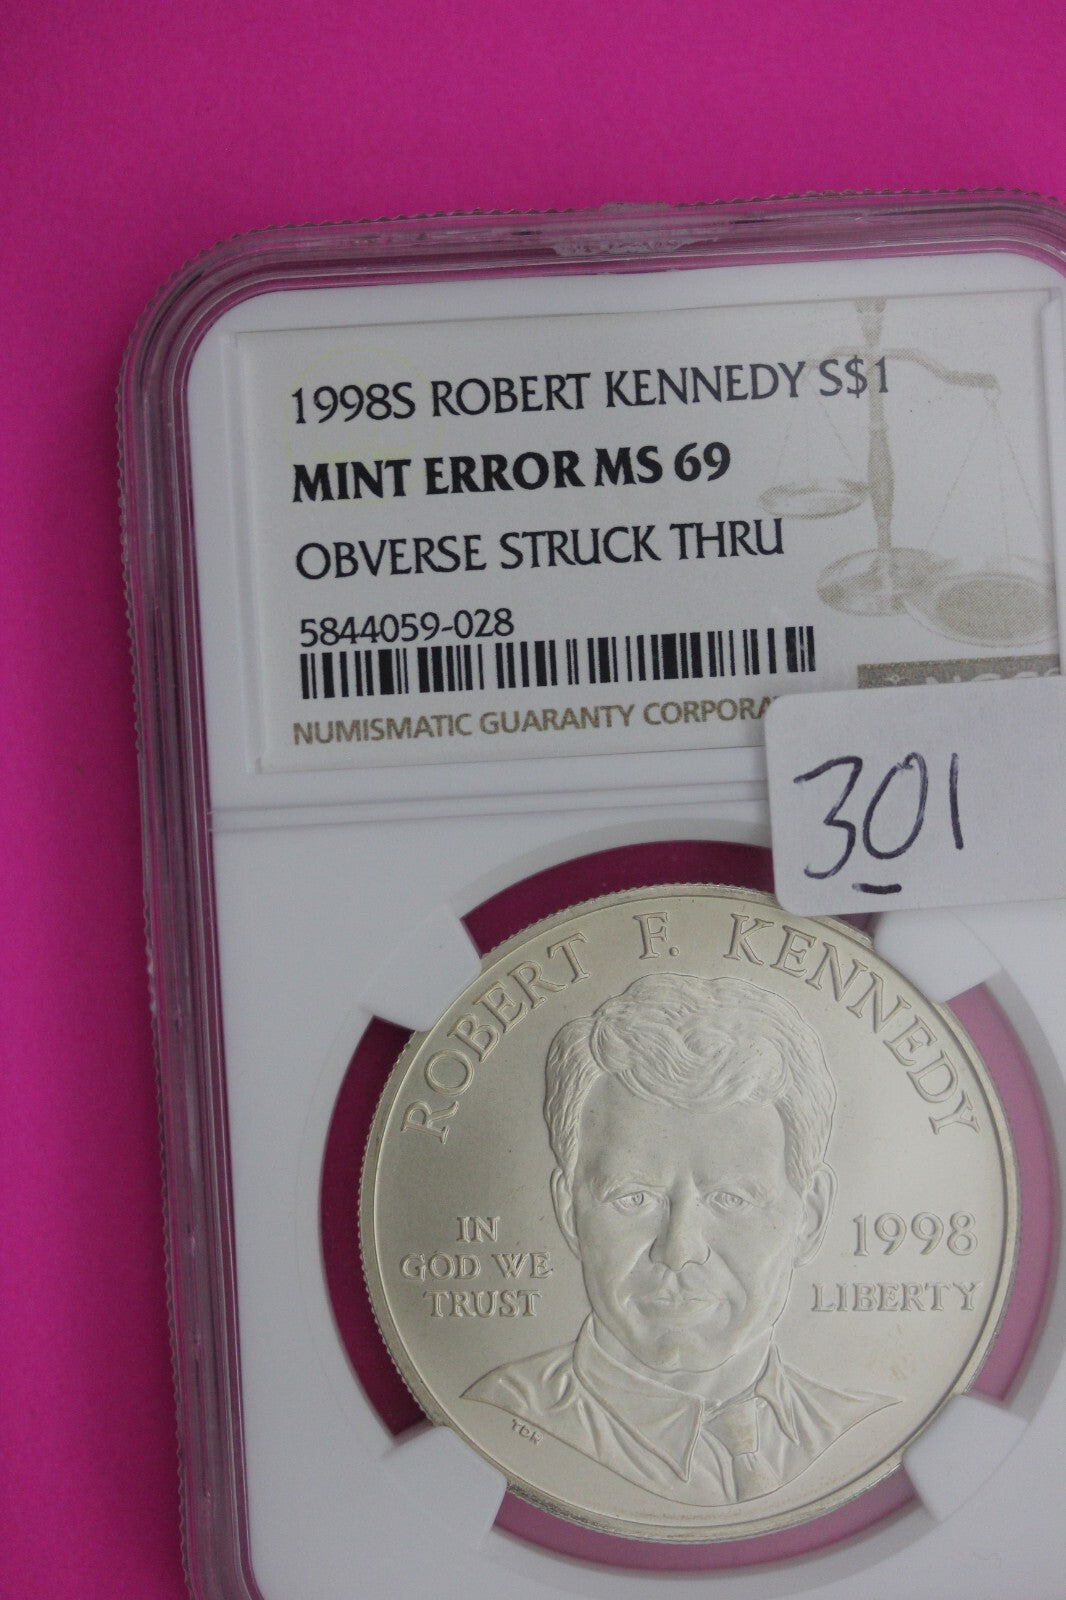 1998S ROBERT KENNEDY S$1
MINT ERROR MS 69
OBVERSE STRUCK THRU
5844059-028
NUMISMATIC GUARANTY
301
ROBERT F. KENNEDY
IN
GOD WE
TRUST
1998
LIBERTY